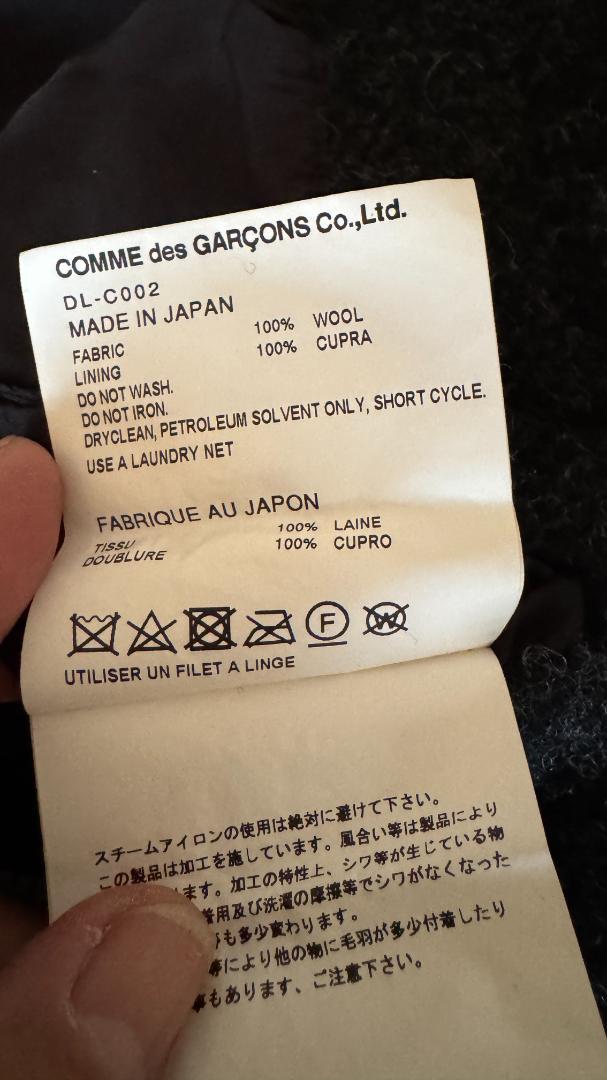 COMME des GARÇONS Co.,Ltd.
DL-C002
MADE IN JAPAN
FABRIC 100% WOOL
LINING 100% CUPRA
DO NOT WASH.
DO NOT IRON.
DRYCLEAN, PETROLEUM SOLVENT ONLY, SHORT CYCLE.
USE A LAUNDRY NET
FABRIQUE AU JAPON
TISSU 100% LAINE
DOUBLURE 100% CUPRO
F W
UTILISER UN FILET A LINGE
スチームアイロンの使用は絶対に避けて下さい。
この製品は加工を施しています。風合い等は製品により
ます。加工の特性上、シワ等が生じている物
着用及び洗濯の摩擦等でシワがなくなった
も多少変わります。
等により他の物に毛羽が多少付着したり
もあります、ご注意下さい。